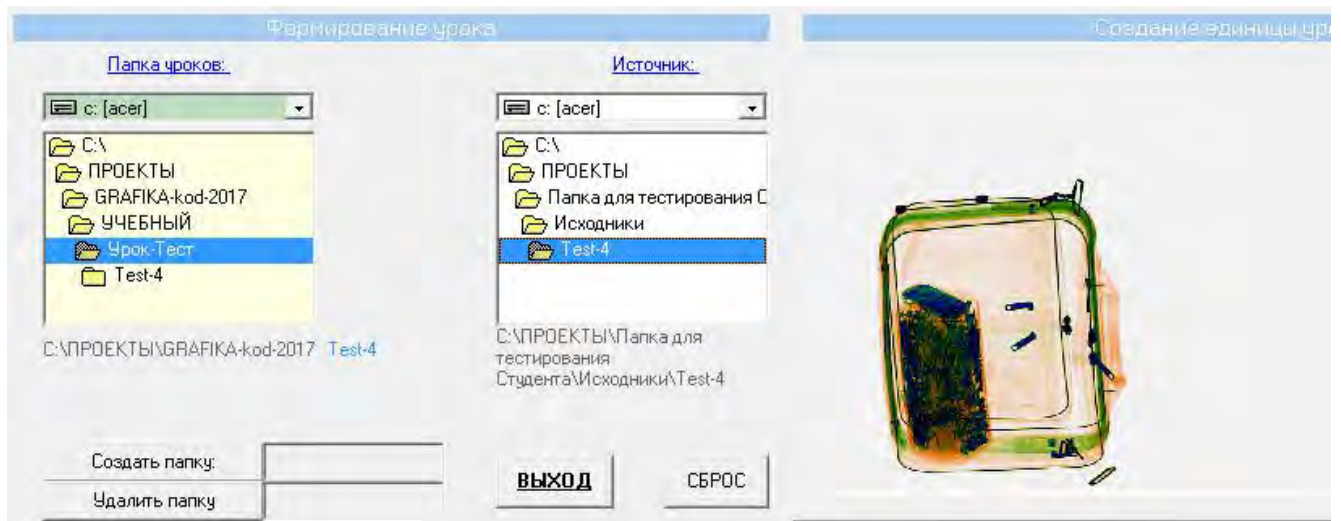 Формирование урока
Создание единицы
Папка уроков:
Источник:
c: [acer]
c: [acer]
C:\
ПРОЕКТЫ
GRAFIKA-kod-2017
УЧЕБНЫЙ
Урок-Тест
Test-4
C:\
ПРОЕКТЫ
Папка для тестирования С
Исходники
Test-4
C:\ПРОЕКТЫ\GRAFIKA-kod-2017 Test-4
C:\ПРОЕКТЫ\Папка для
тестирования
Студента\Исходники\Test-4
Создать папку:
Удалить папку
ВЫХОД
СБРОС